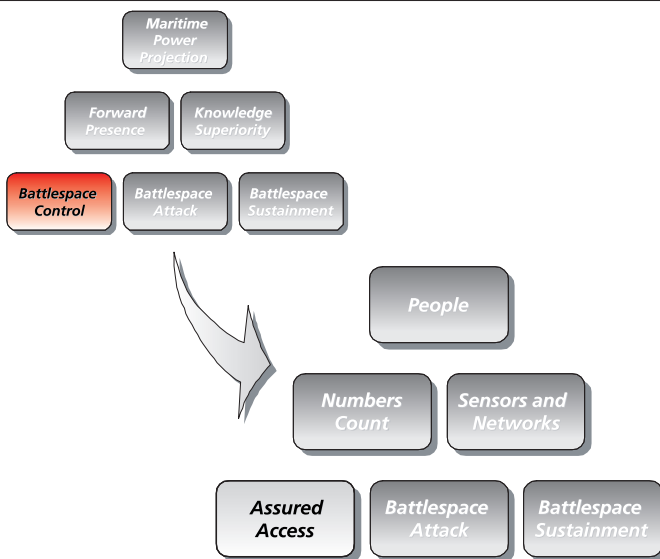 Maritime
Power
Projection
Forward
Presence
Knowledge
Superiority
Battlespace
Control
Battlespace
Attack
Battlespace
Sustainment
People
Numbers
Count
Sensors and
Networks
Assured
Access
Battlespace
Attack
Battlespace
Sustainment